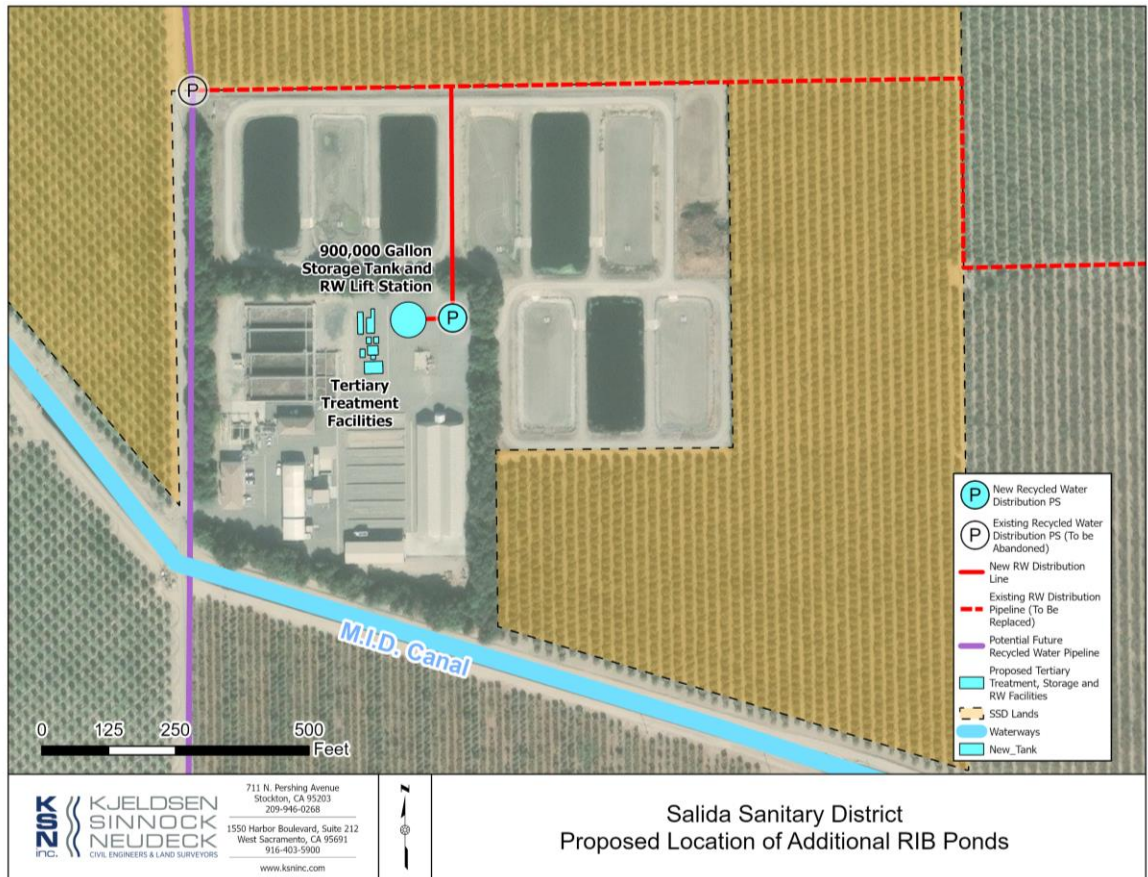 P
900,000 Gallon
Storage Tank and
RW Lift Station
P
Tertiary
Treatment
Facilities
M.I.D. Canal
0 125 250 500
Feet
P
New Recycled Water
Distribution PS
P
Existing Recycled Water
Distribution PS (To be
Abandoned)
New RW Distribution
Line
Existing RW Distribution
Pipeline (To Be
Replaced)
Potential Future
Recycled Water Pipeline
Proposed Tertiary
Treatment, Storage and
RW Facilities
SSD Lands
Waterways
New_Tank
KSN
inc.
KJELDSEN
SINNOCK
NEUDECK
CIVIL ENGINEERS & LAND SURVEYORS
711 N. Pershing Avenue
Stockton, CA 95203
209-946-0268
1550 Harbor Boulevard, Suite 212
West Sacramento, CA 95691
916-403-5900
www.ksninc.com
N
Salida Sanitary District
Proposed Location of Additional RIB Ponds